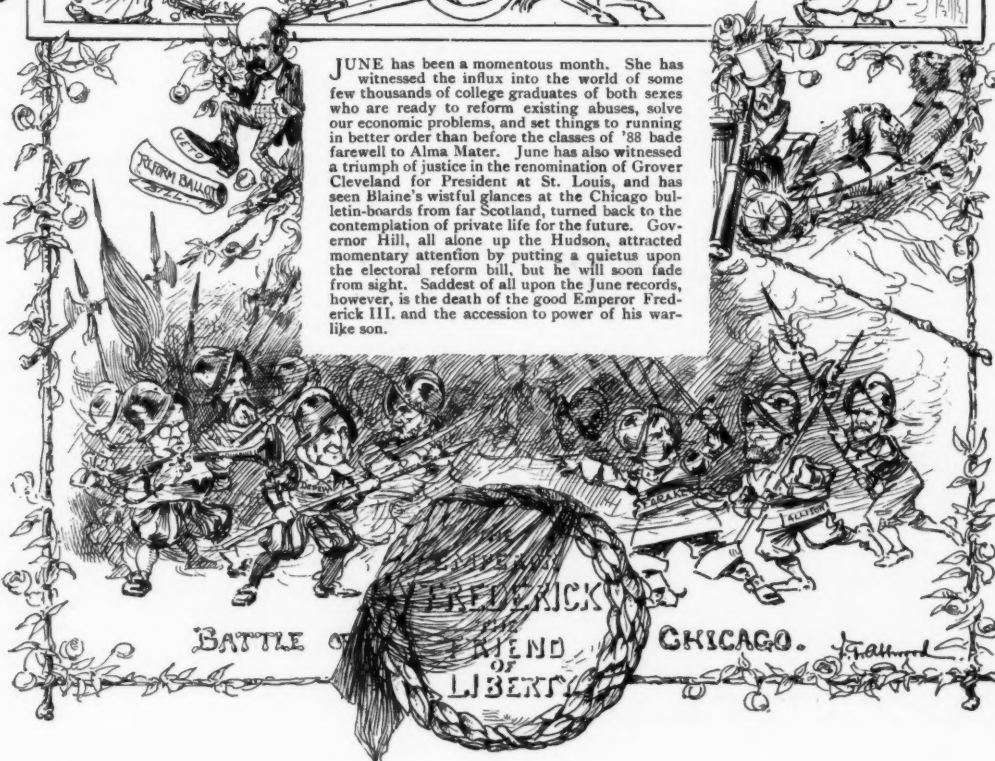 VETO
REFORM BALLOT
BILL.
JUNE has been a momentous month. She has
witnessed the influx into the world of some
few thousands of college graduates of both sexes
who are ready to reform existing abuses, solve
our economic problems, and set things to running
in better order than before the classes of '88 bade
farewell to Alma Mater. June has also witnessed
a triumph of justice in the renomination of Grover
Cleveland for President at St. Louis, and has
seen Blaine's wistful glances at the Chicago bul-
letin-boards from far Scotland, turned back to the
contemplation of private life for the future. Gov-
ernor Hill, all alone up the Hudson, attracted
momentary attention by putting a quietus upon
the electoral reform bill, but he will soon fade
from sight. Saddest of all upon the June records,
however, is the death of the good Emperor Fred-
erick III. and the accession to power of his war-
like son.
ALLISON
EMPEROR
FREDERICK
THE
FRIEND
OF
LIBERTY
BATTLE OF CHICAGO.
F.G. Attwood